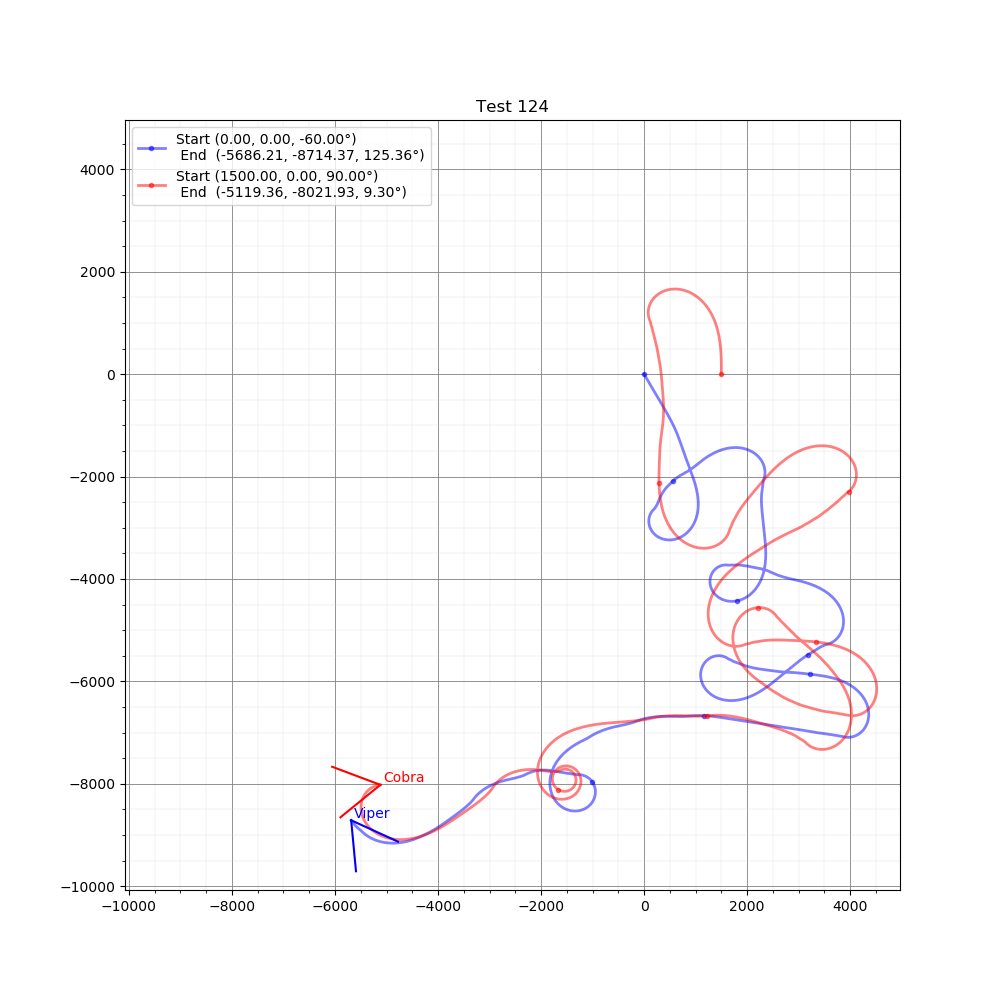 Test 124
Start (0.00, 0.00, -60.00°)
End  (-5686.21, -8714.37, 125.36°)
Start (1500.00, 0.00, 90.00°)
End  (-5119.36, -8021.93, 9.30°)
4000
2000
0
−2000
−4000
−6000
−8000
−10000
Cobra
Viper
−10000 −8000 −6000 −4000 −2000 0 2000 4000